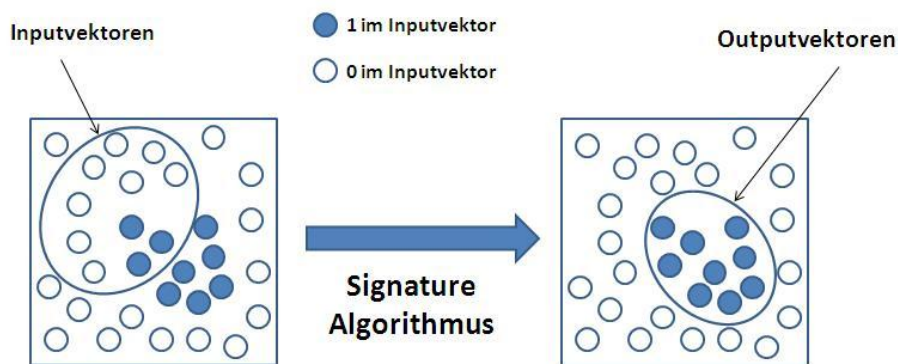 Inputvektoren
1 im Inputvektor
0 im Inputvektor
Outputvektoren
Signature
Algorithmus